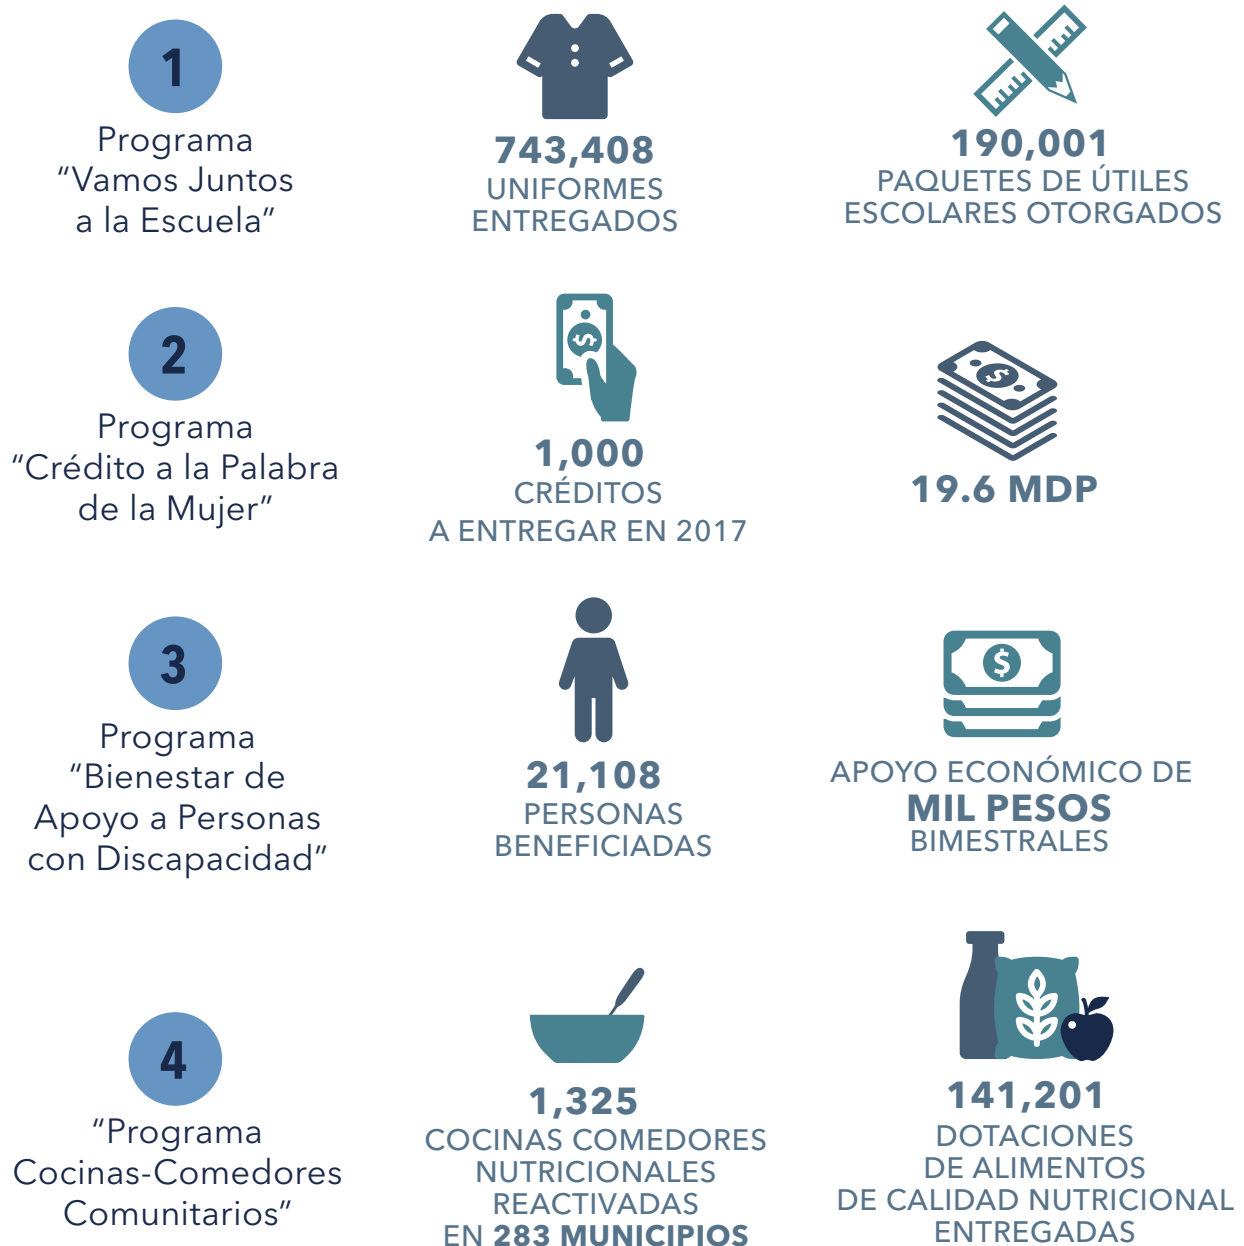 1
Programa
“Vamos Juntos
a la Escuela”
743,408
UNIFORMES
ENTREGADOS
190,001
PAQUETES DE ÚTILES
ESCOLARES OTORGADOS
2
Programa
“Crédito a la Palabra
de la Mujer”
1,000
CRÉDITOS
A ENTREGAR EN 2017
19.6 MDP
3
Programa
“Bienestar de
Apoyo a Personas
con Discapacidad”
21,108
PERSONAS
BENEFICIADAS
$
APOYO ECONÓMICO DE
MIL PESOS
BIMESTRALES
4
“Programa
Cocinas-Comedores
Comunitarios”
1,325
COCINAS COMEDORES
NUTRICIONALES
REACTIVADAS
EN 283 MUNICIPIOS
141,201
DOTACIONES
DE ALIMENTOS
DE CALIDAD NUTRICIONAL
ENTREGADAS